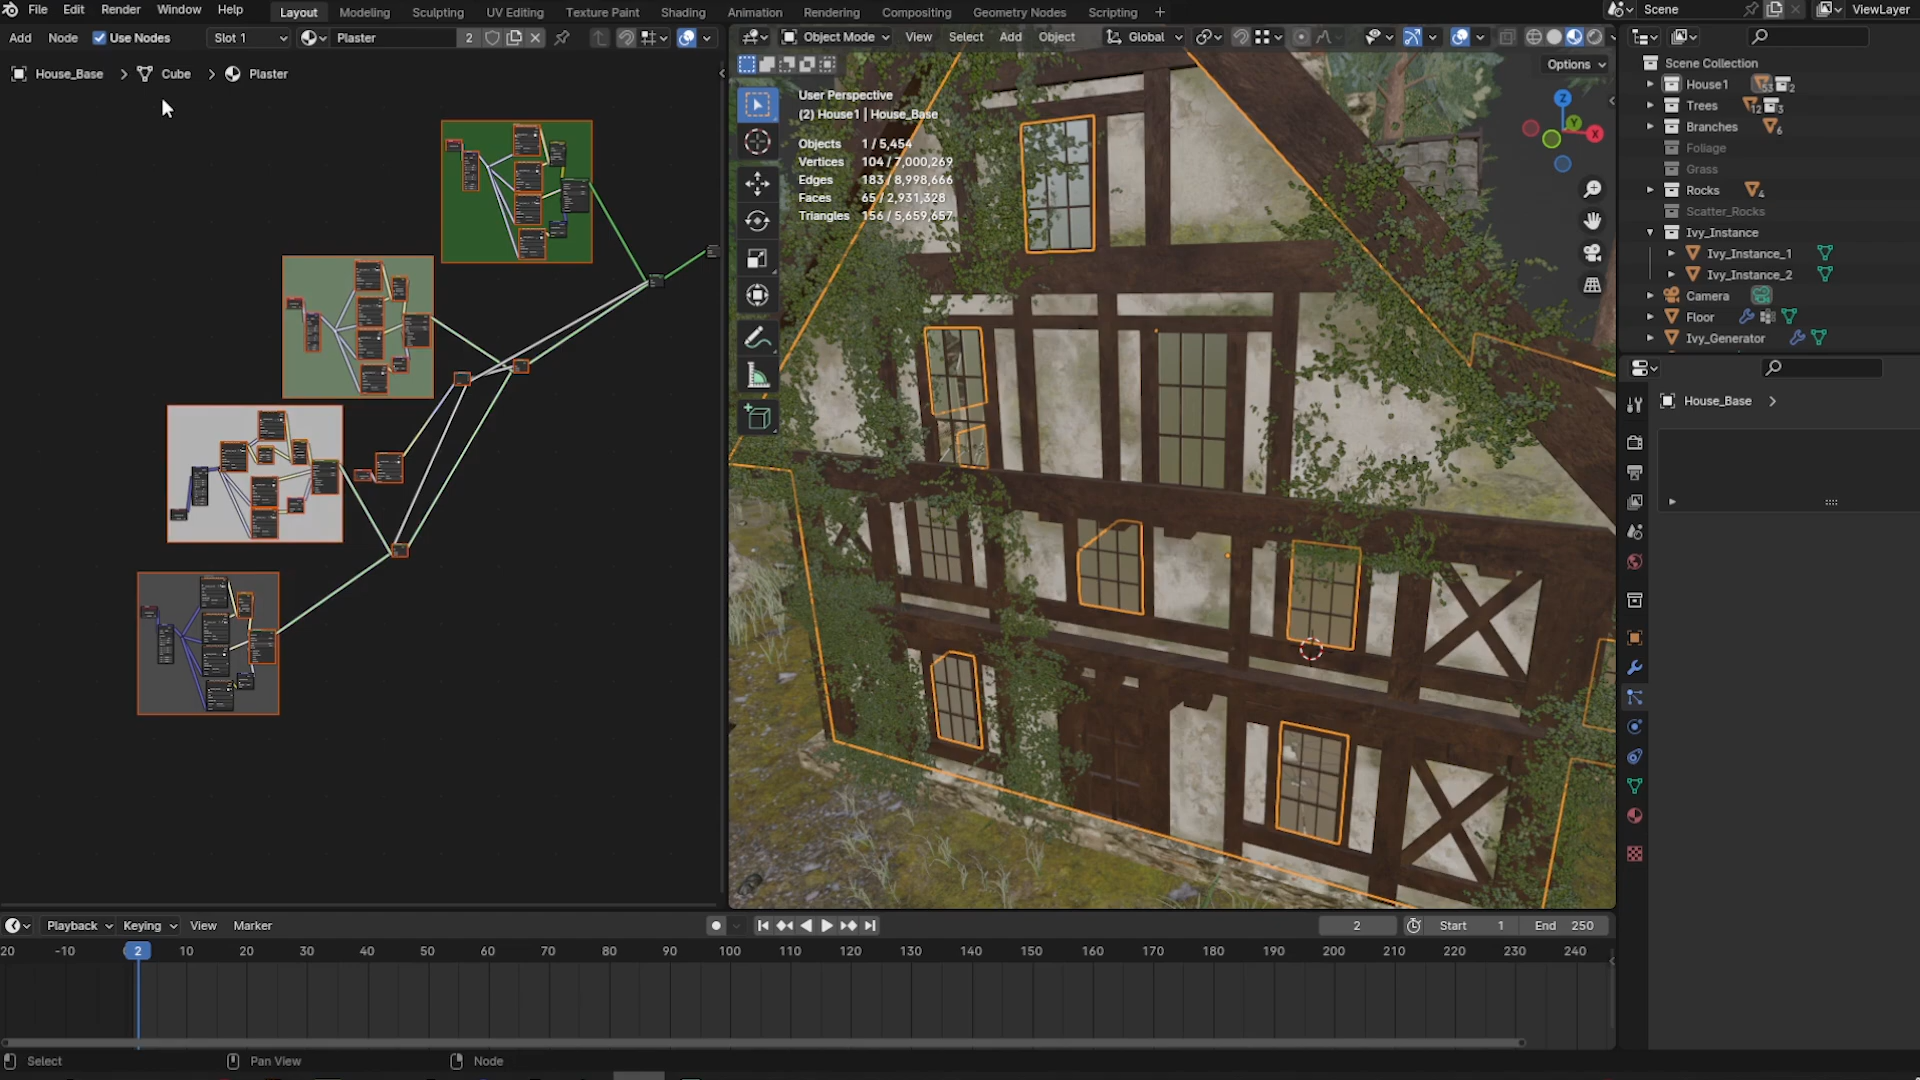 File Edit Render Window Help
Layout Modeling Sculpting UV Editing Texture Paint Shading Animation Rendering Compositing Geometry Nodes Scripting +
Scene
ViewLayer
Add Node Use Nodes Slot 1 Plaster 2
House_Base > Cube > Plaster
Object Mode View Select Add Object Global
Options
User Perspective
(2) House1 | House_Base
Objects 1 / 5,454
Vertices 104 / 7,000,269
Edges 183 / 8,998,666
Faces 65 / 2,931,328
Triangles 156 / 5,659,657
Z
Y
X
Scene Collection
House1 53 2
Trees 12 3
Branches 6
Foliage
Grass
Rocks 4
Scatter_Rocks
Ivy_Instance
Ivy_Instance_1
Ivy_Instance_2
Camera
Floor
Ivy_Generator
House_Base >
Playback Keying View Marker
2
Start 1
End 250
20 -10 2 10 20 30 40 50 60 70 80 90 100 110 120 130 140 150 160 170 180 190 200 210 220 230 240
Select Pan View Node